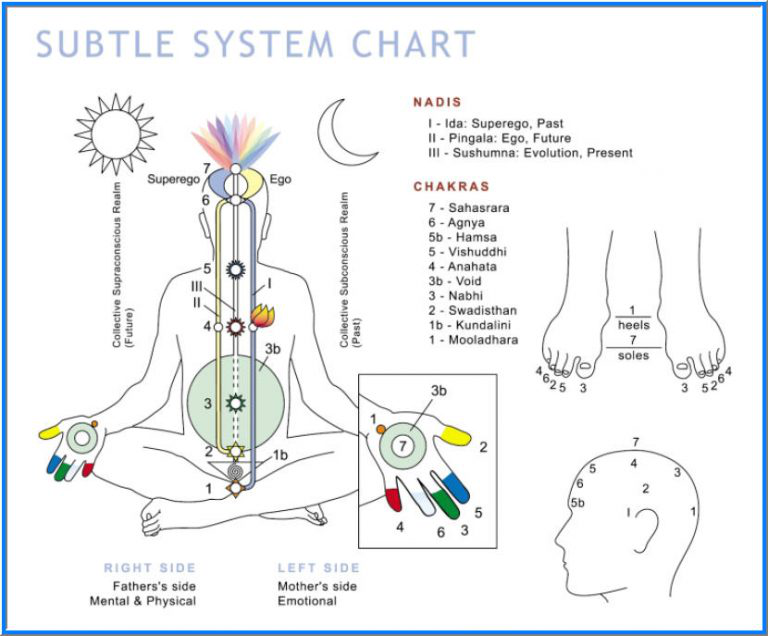 SUBTLE SYSTEM CHART
NADIS
I - Ida: Superego, Past
II - Pingala: Ego, Future
III - Sushumna: Evolution, Present
CHAKRAS
7 - Sahasrara
6 - Agnya
5b - Hamsa
5 - Vishuddhi
4 - Anahata
3b - Void
3 - Nabhi
2 - Swadisthan
1b - Kundalini
1 - Mooladhara
Collective Supraconscious Realm
(Future)
Superego
7
Ego
6
5
III
I
II
4
3b
3
2
1b
1
Collective Subconscious Realm
(Past)
1
3b
7
2
4
6
3
5
1
heels
7
soles
4
6
2
5
3
3
5
2
6
4
7
5
4
3
6
2
5b
I
1
RIGHT SIDE
Fathers's side
Mental & Physical
LEFT SIDE
Mother's side
Emotional